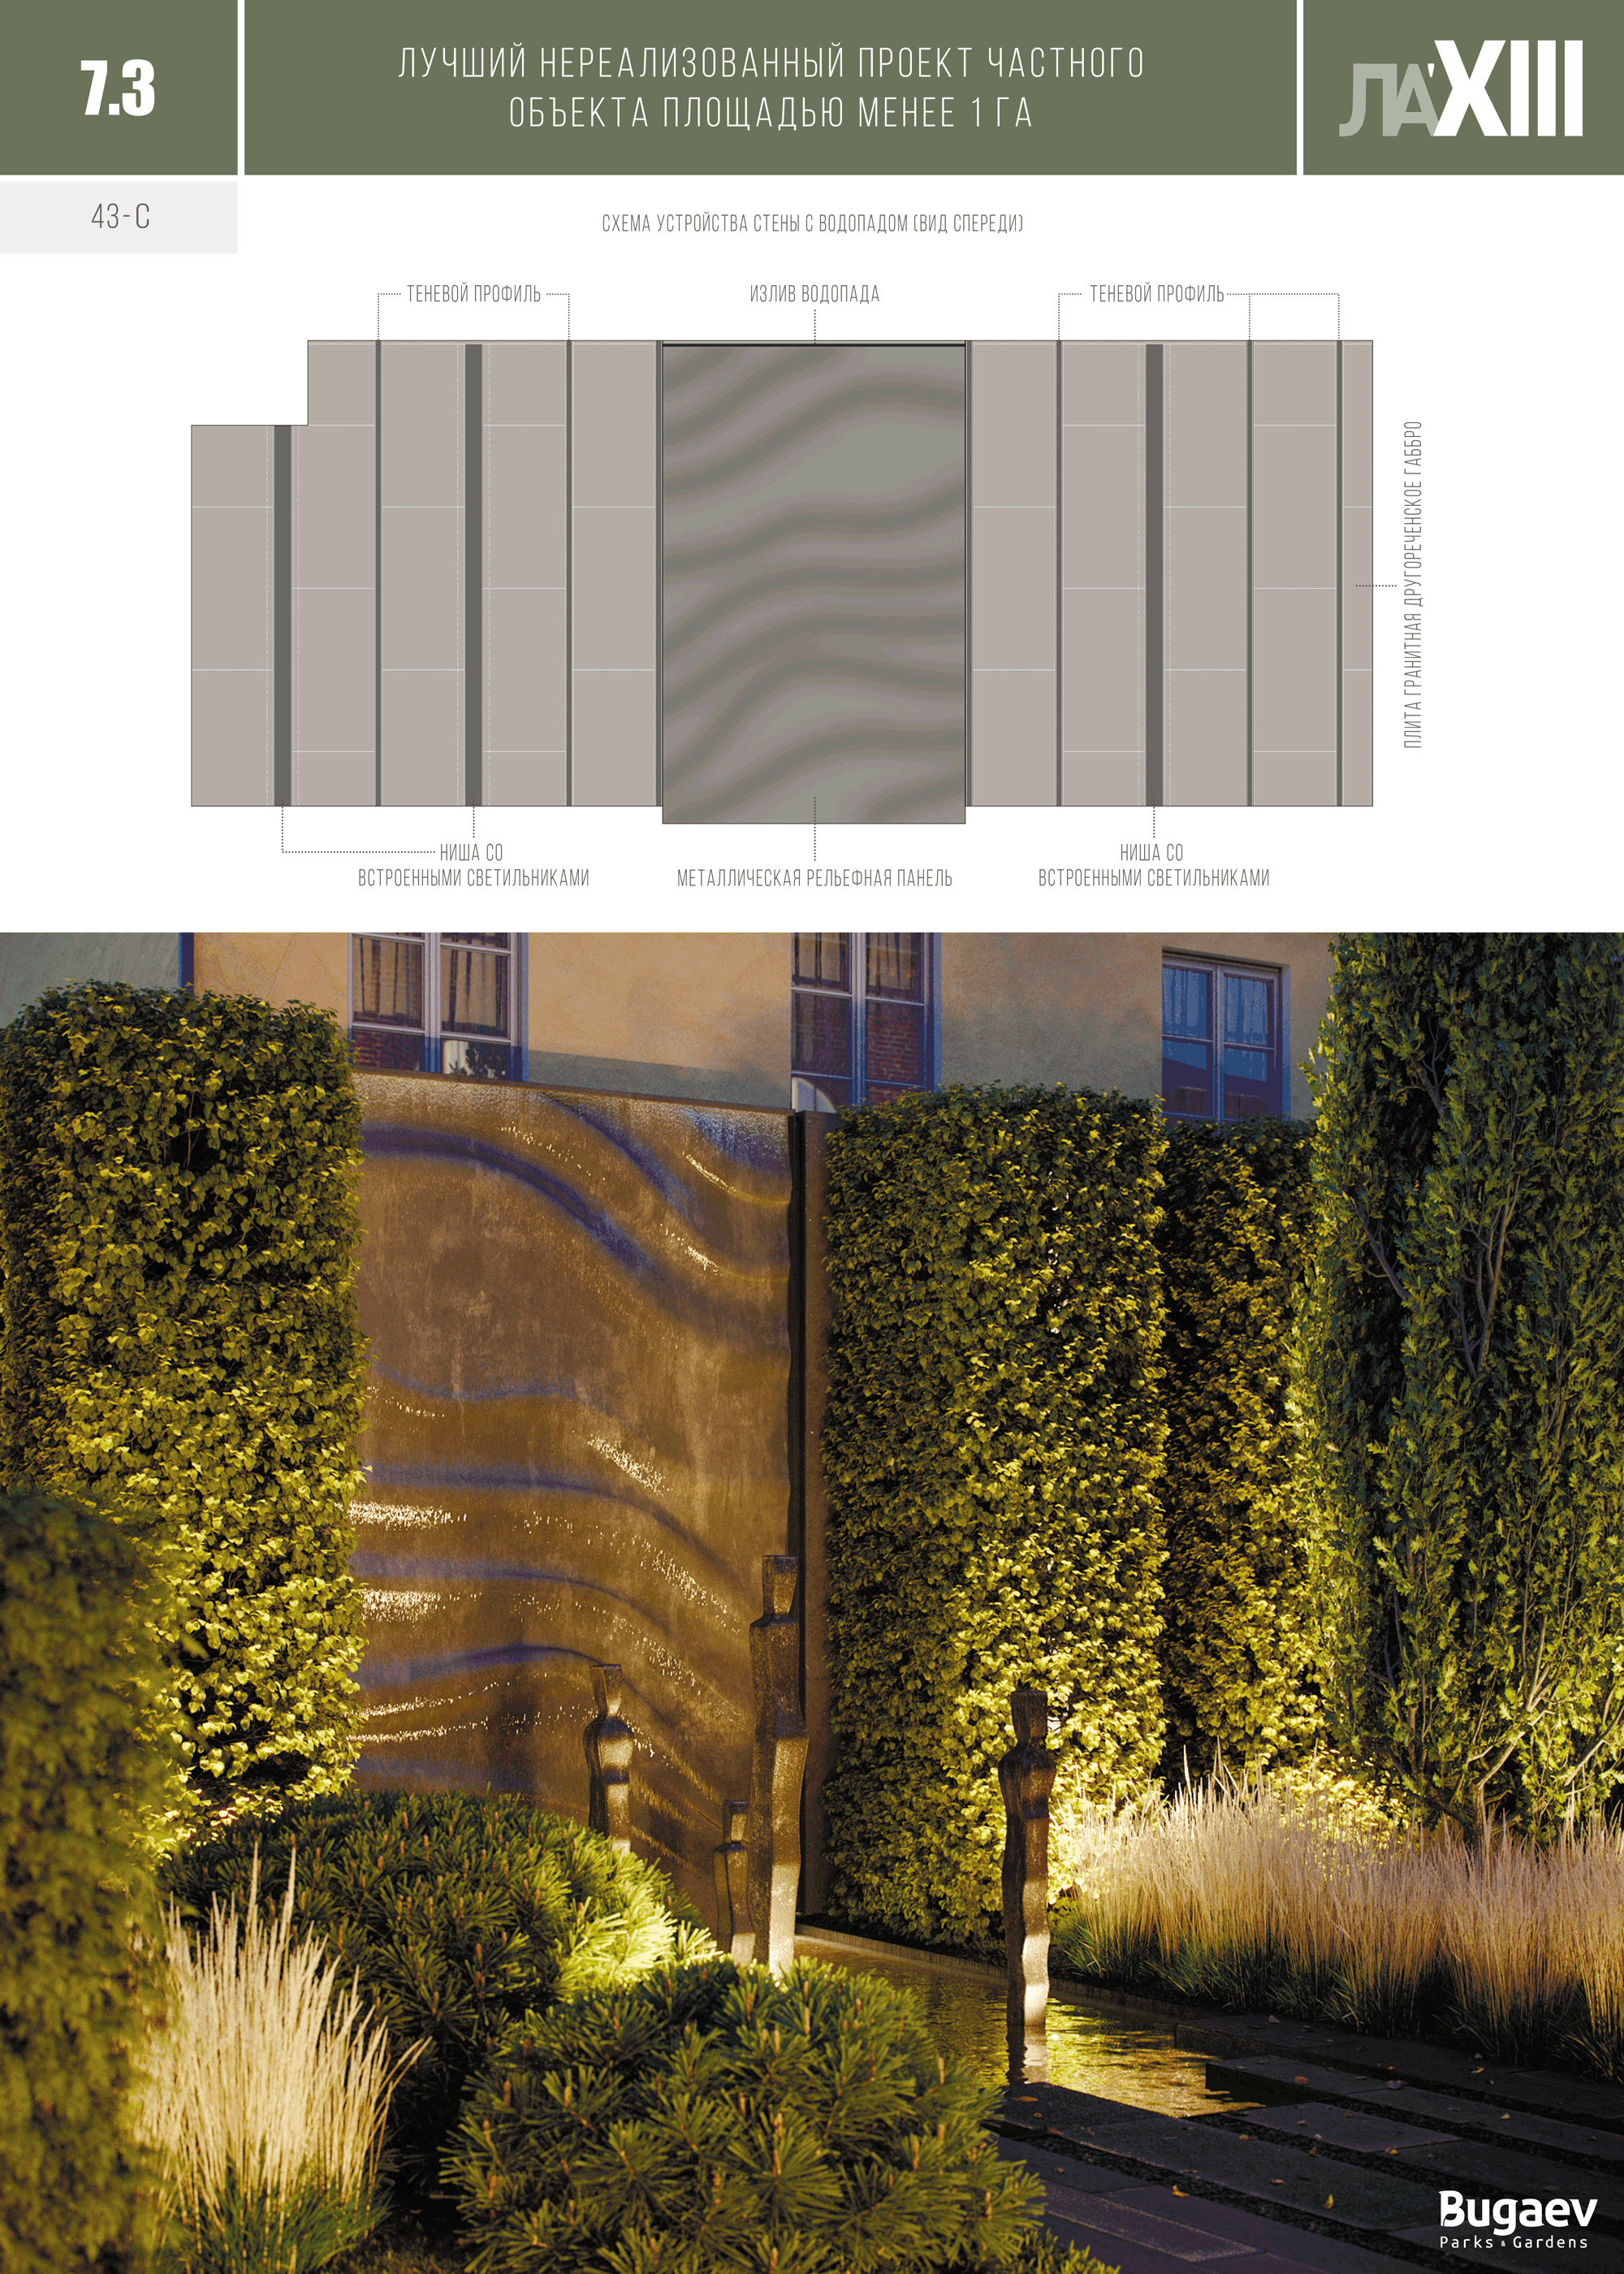 7.3
ЛУЧШИЙ НЕРЕАЛИЗОВАННЫЙ ПРОЕКТ ЧАСТНОГО
ОБЪЕКТА ПЛОЩАДЬЮ МЕНЕЕ 1 ГА
ЛА'XIII
43-С
СХЕМА УСТРОЙСТВА СТЕНЫ С ВОДОПАДОМ (ВИД СПЕРЕДИ)
ТЕНЕВОЙ ПРОФИЛЬ
ИЗЛИВ ВОДОПАДА
ТЕНЕВОЙ ПРОФИЛЬ
ПЛИТА ГРАНИТНАЯ ДРУГОРЕЧЕНСКОЕ ГАББРО
НИША СО
ВСТРОЕННЫМИ СВЕТИЛЬНИКАМИ
МЕТАЛЛИЧЕСКАЯ РЕЛЬЕФНАЯ ПАНЕЛЬ
НИША СО
ВСТРОЕННЫМИ СВЕТИЛЬНИКАМИ
Bugaev
Parks & Gardens